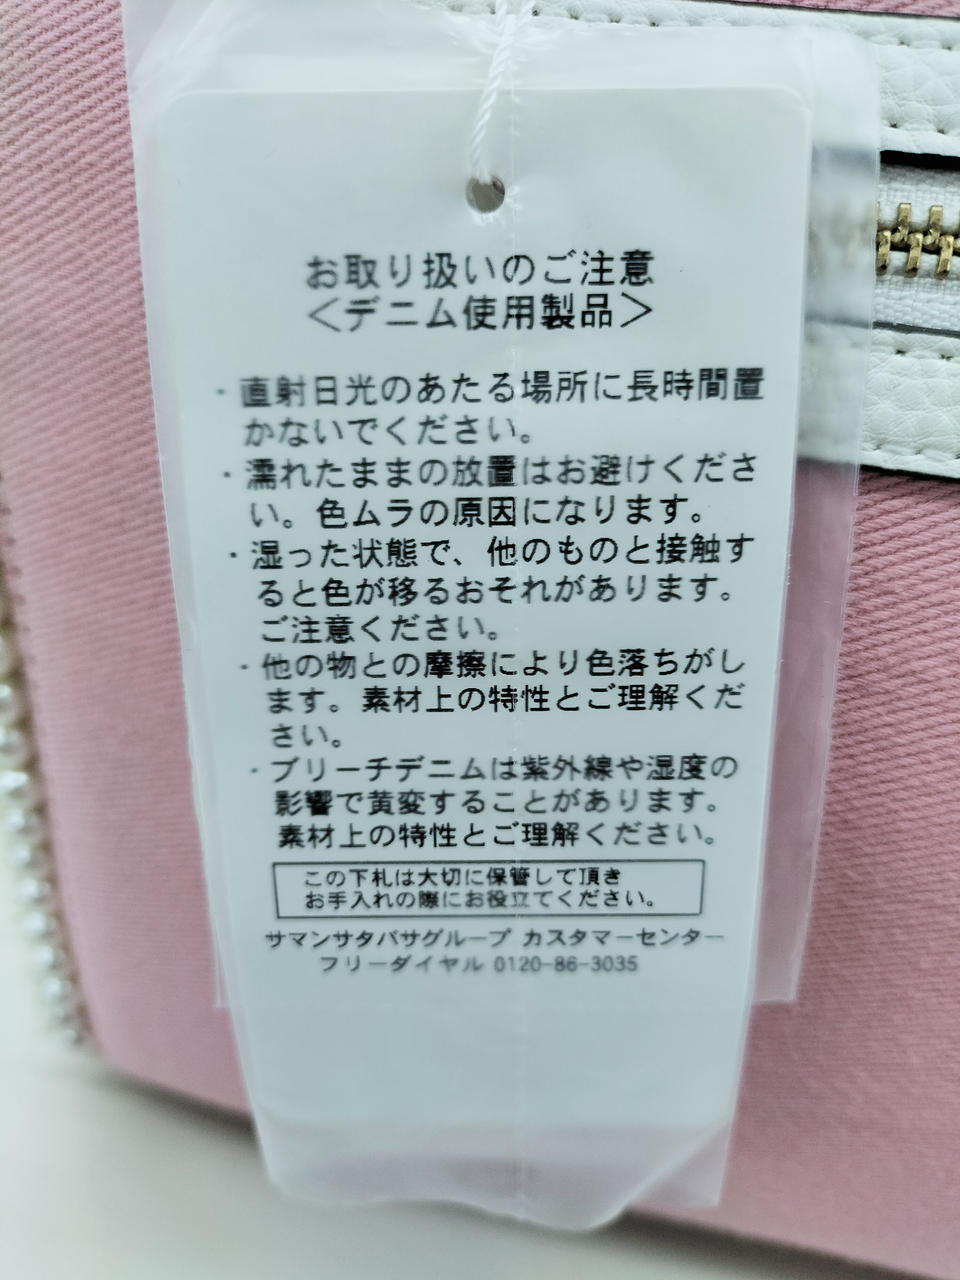 お取り扱いのご注意
＜デニム使用製品＞
・直射日光のあたる場所に長時間置
かないでください。
・濡れたままの放置はお避けくださ
い。色ムラの原因になります。
・湿った状態で、他のものと接触す
ると色が移るおそれがあります。
ご注意ください。
・他の物との摩擦により色落ちがし
ます。素材上の特性とご理解くだ
さい。
・ブリーチデニムは紫外線や湿度の
影響で黄変することがあります。
素材上の特性とご理解ください。
この下札は大切に保管して頂き
お手入れの際にお役立てください。
サマンサタバサグループ カスタマーセンター
フリーダイヤル 0120-86-3035